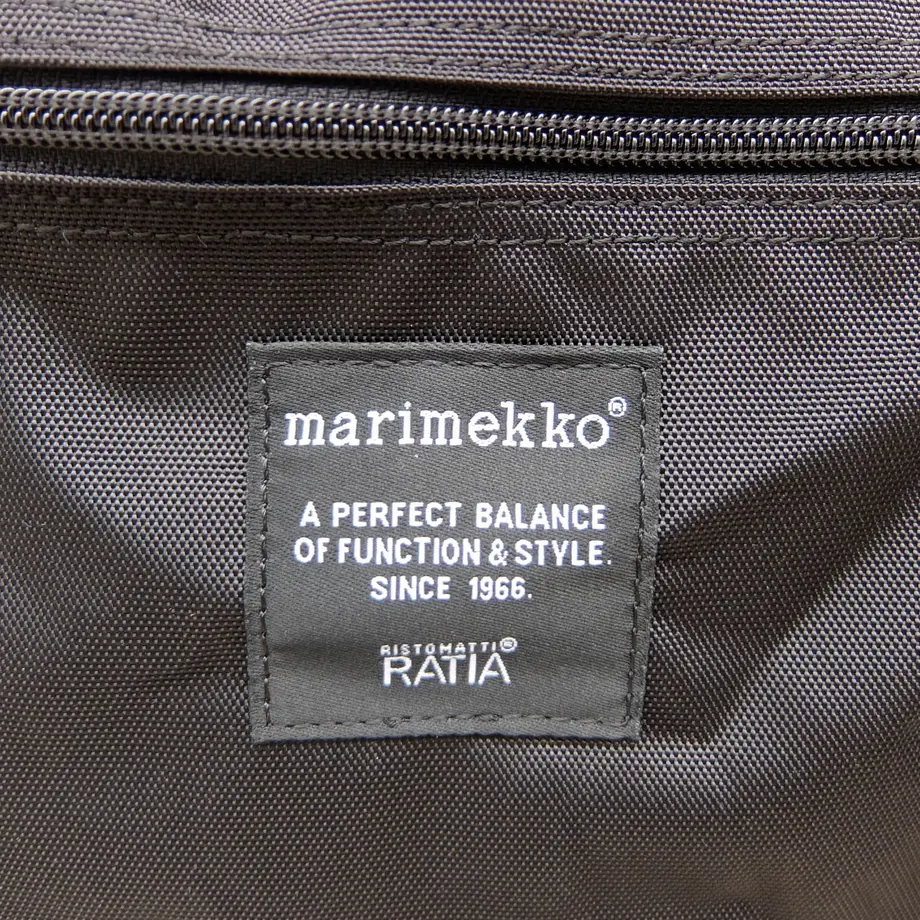 marimekko®
A PERFECT BALANCE
OF FUNCTION & STYLE.
SINCE 1966.
RISTOMATTI®
RATIA